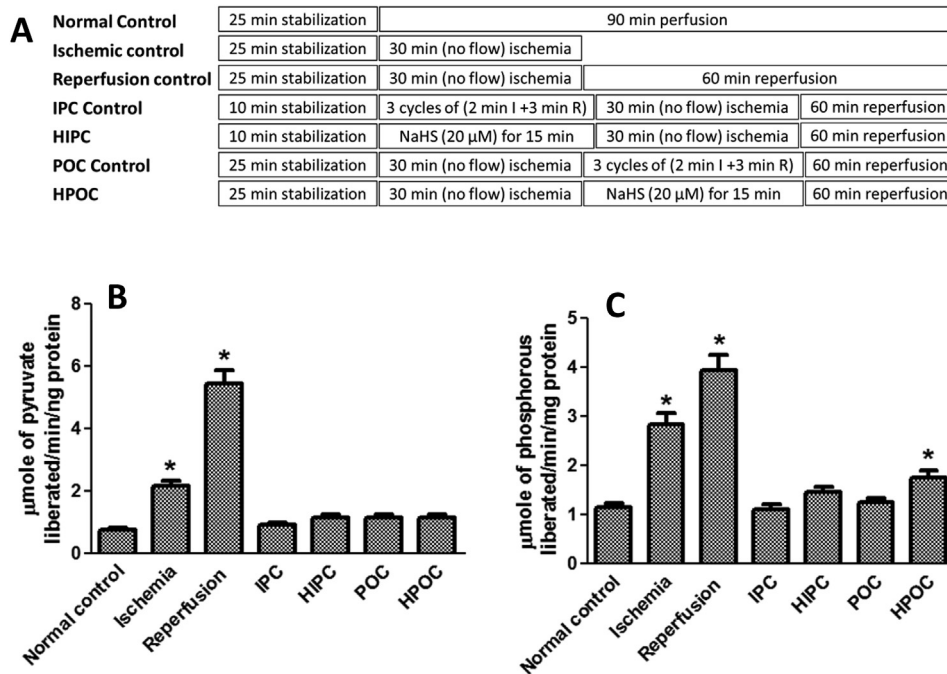 A
Normal Control 25 min stabilization 90 min perfusion
Ischemic control 25 min stabilization 30 min (no flow) ischemia
Reperfusion control 25 min stabilization 30 min (no flow) ischemia 60 min reperfusion
IPC Control 10 min stabilization 3 cycles of (2 min I +3 min R) 30 min (no flow) ischemia 60 min reperfusion
HIPC 10 min stabilization NaHS (20 µM) for 15 min 30 min (no flow) ischemia 60 min reperfusion
POC Control 25 min stabilization 30 min (no flow) ischemia 3 cycles of (2 min I +3 min R) 60 min reperfusion
HPOC 25 min stabilization 30 min (no flow) ischemia NaHS (20 µM) for 15 min 60 min reperfusion
B
µmole of pyruvate
liberated/min/ng protein
8
6
4
2
0
*
*
Normal control
Ischemia
Reperfusion
IPC
HIPC
POC
HPOC
C
µmole of phosphorous
liberated/min/mg protein
5
4
3
2
1
0
*
*
*
Normal control
Ischemia
Reperfusion
IPC
HIPC
POC
HPOC